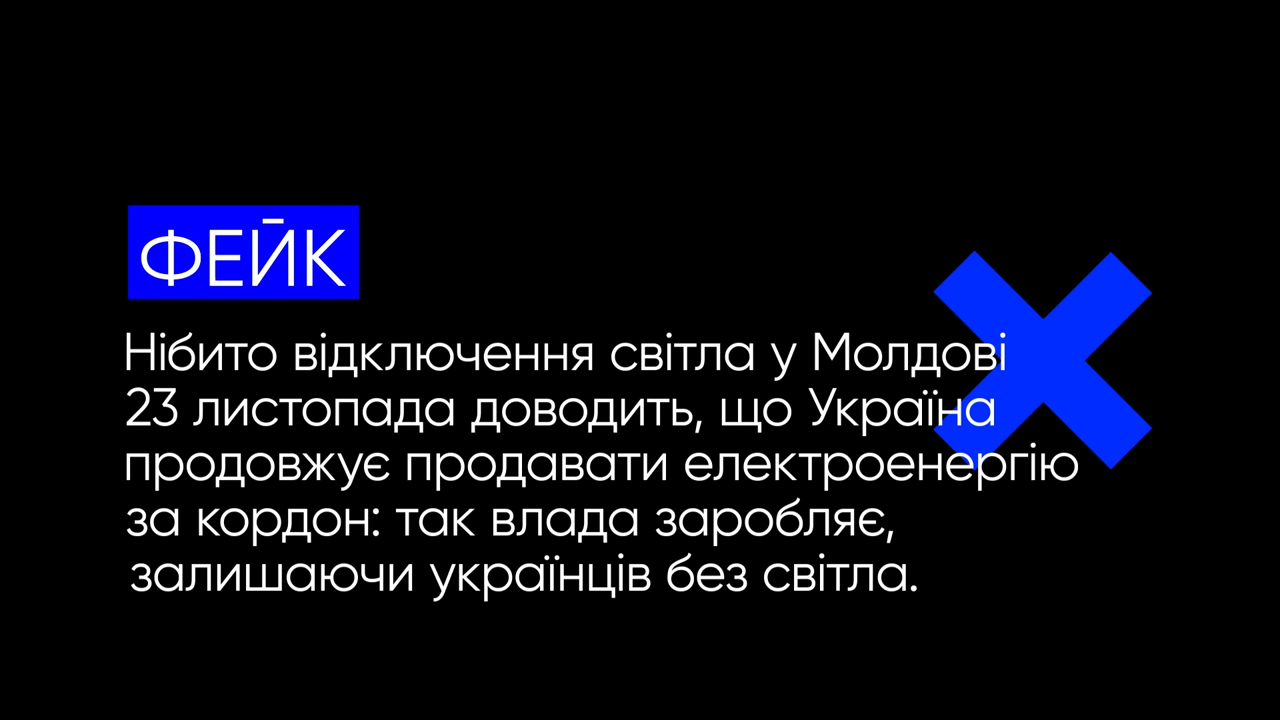 ФЕЙК
Нібито відключення світла у Молдові
23 листопада доводить, що Україна
продовжує продавати електроенергію
за кордон: так влада заробляє,
залишаючи українців без світла.